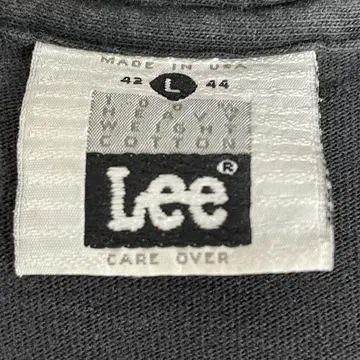 MADE IN USA
42 L 44
100%
HEAVY
WEIGHT
COTTON
Lee®
CARE OVER